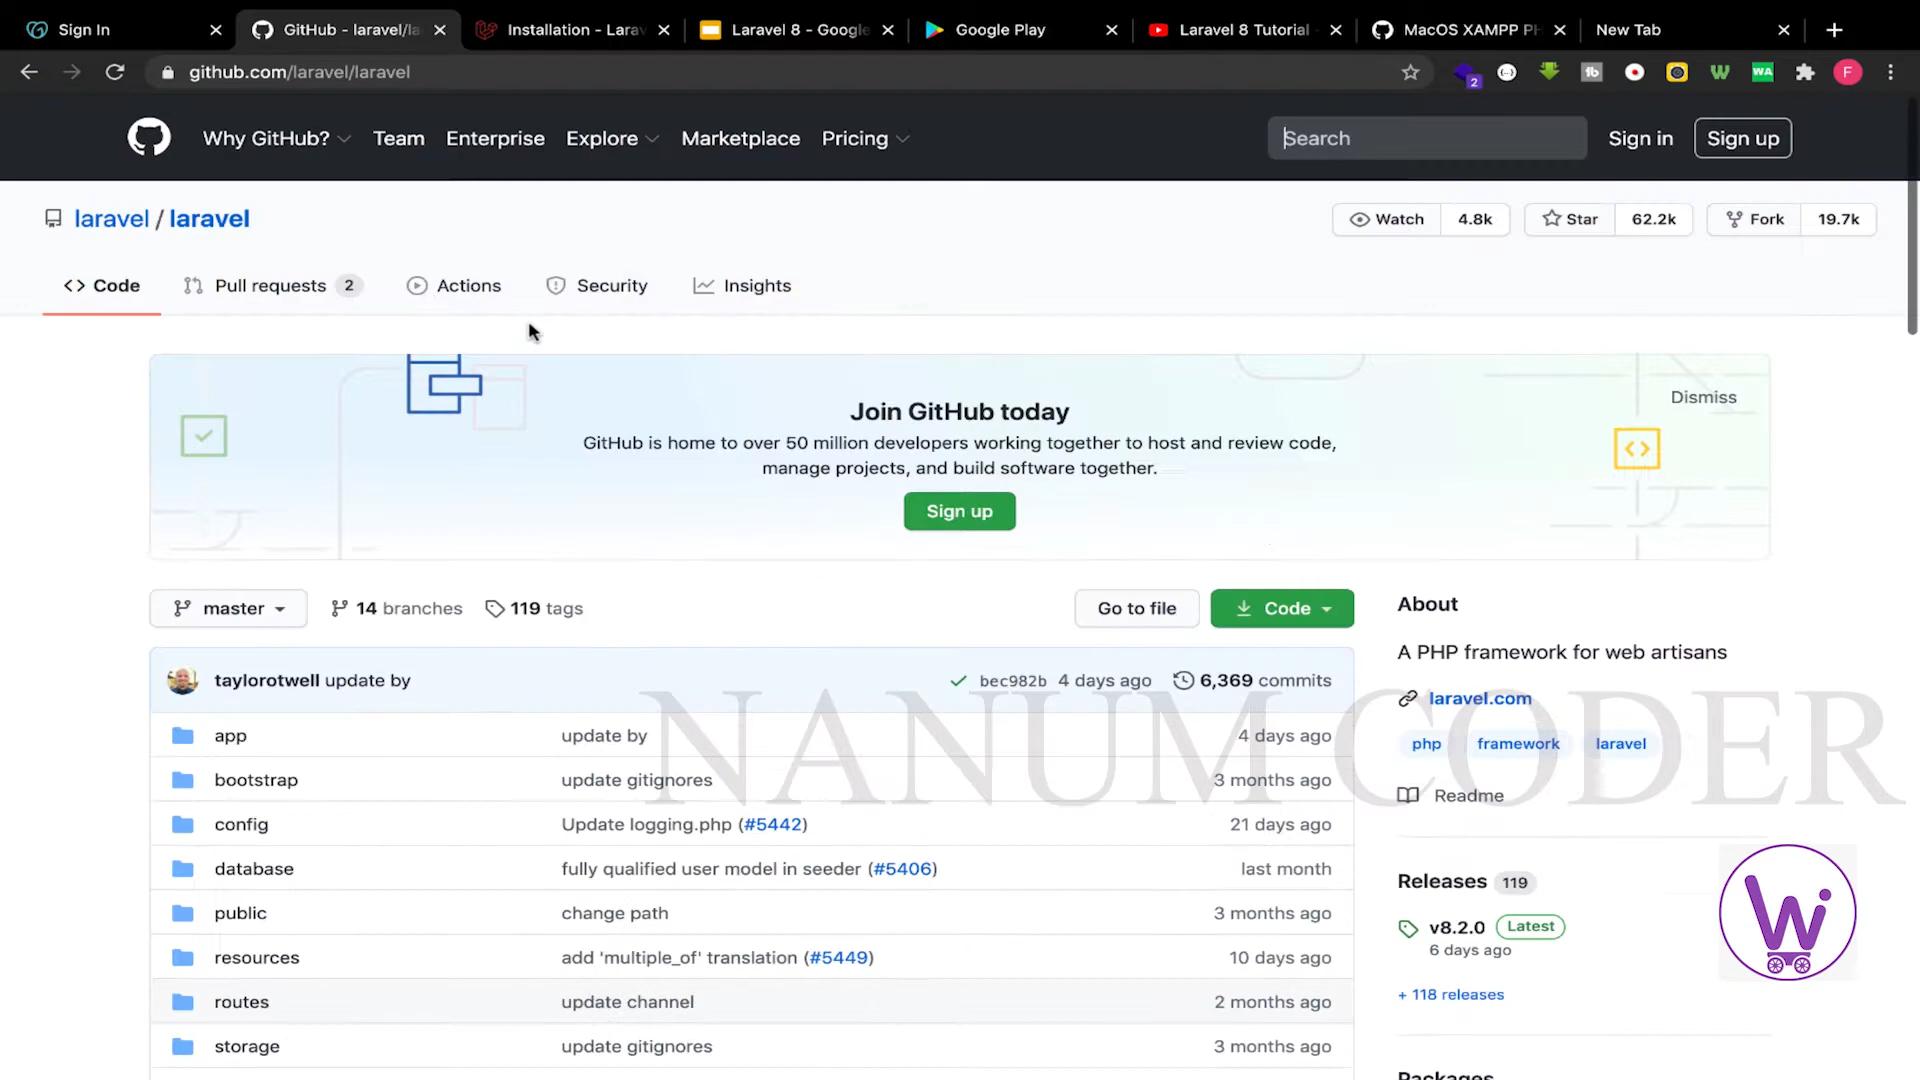 Sign In
GitHub - laravel/la
Installation - Larav
Laravel 8 - Google
Google Play
Laravel 8 Tutorial
MacOS XAMPP PH
New Tab
github.com/laravel/laravel
2
tb
W
WA
F
Why GitHub?
Team
Enterprise
Explore
Marketplace
Pricing
Search
Sign in
Sign up
laravel / laravel
Watch 4.8k
Star 62.2k
Fork 19.7k
Code
Pull requests 2
Actions
Security
Insights
Join GitHub today
Dismiss
GitHub is home to over 50 million developers working together to host and review code,
manage projects, and build software together.
Sign up
master
14 branches
119 tags
Go to file
Code
About
A PHP framework for web artisans
laravel.com
php framework laravel
Readme
taylorotwell update by
bec982b 4 days ago
6,369 commits
NANUM CODER
app update by 4 days ago
bootstrap update gitignores 3 months ago
config Update logging.php (#5442) 21 days ago
database fully qualified user model in seeder (#5406) last month
public change path 3 months ago
resources add 'multiple_of' translation (#5449) 10 days ago
routes update channel 2 months ago
storage update gitignores 3 months ago
Releases 119
v8.2.0 Latest
6 days ago
+ 118 releases
Packages
Wi